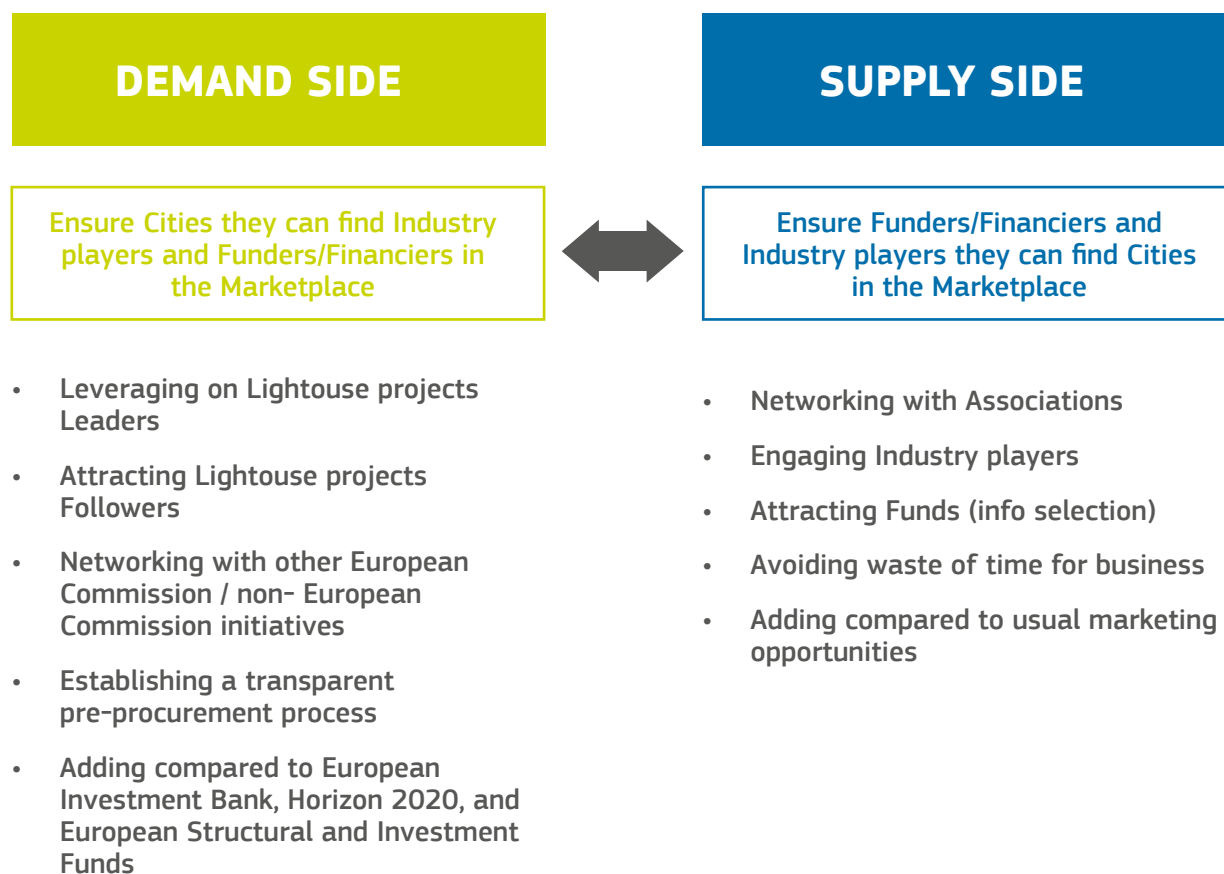 DEMAND SIDE
Ensure Cities they can find Industry
players and Funders/Financiers in
the Marketplace
• Leveraging on Lightouse projects
Leaders
• Attracting Lightouse projects
Followers
• Networking with other European
Commission / non- European
Commission initiatives
• Establishing a transparent
pre-procurement process
• Adding compared to European
Investment Bank, Horizon 2020, and
European Structural and Investment
Funds
SUPPLY SIDE
Ensure Funders/Financiers and
Industry players they can find Cities
in the Marketplace
• Networking with Associations
• Engaging Industry players
• Attracting Funds (info selection)
• Avoiding waste of time for business
• Adding compared to usual marketing
opportunities